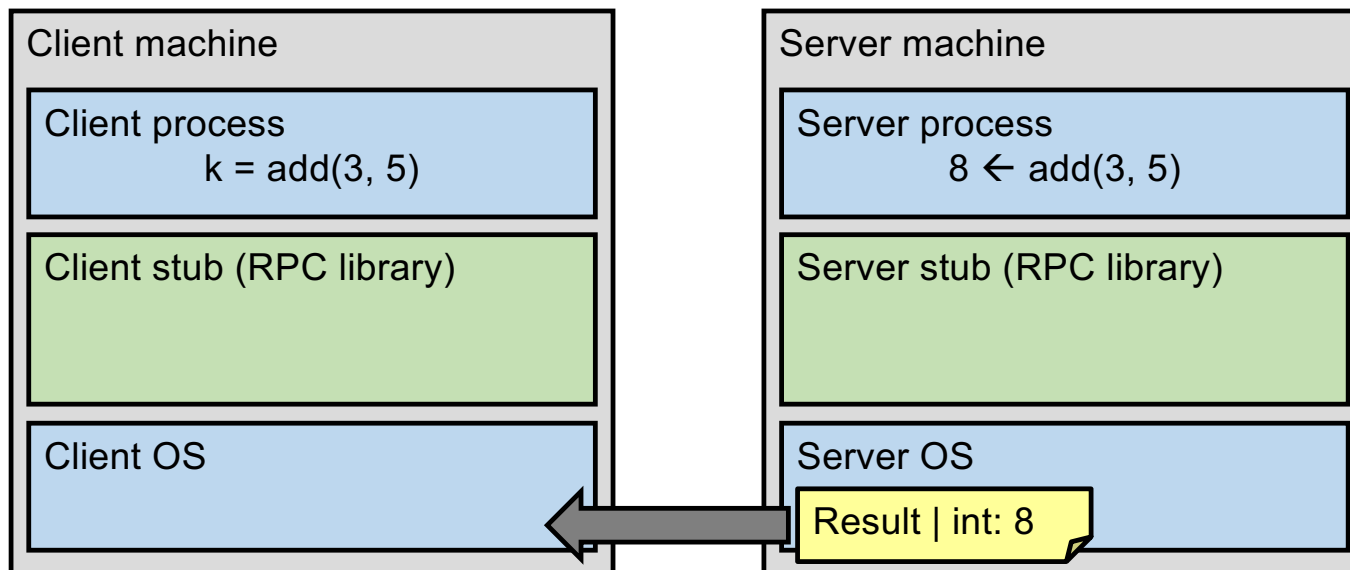 Client machine
Client process
k = add(3, 5)
Client stub (RPC library)
Client OS
Server machine
Server process
8 ← add(3, 5)
Server stub (RPC library)
Server OS
Result | int: 8